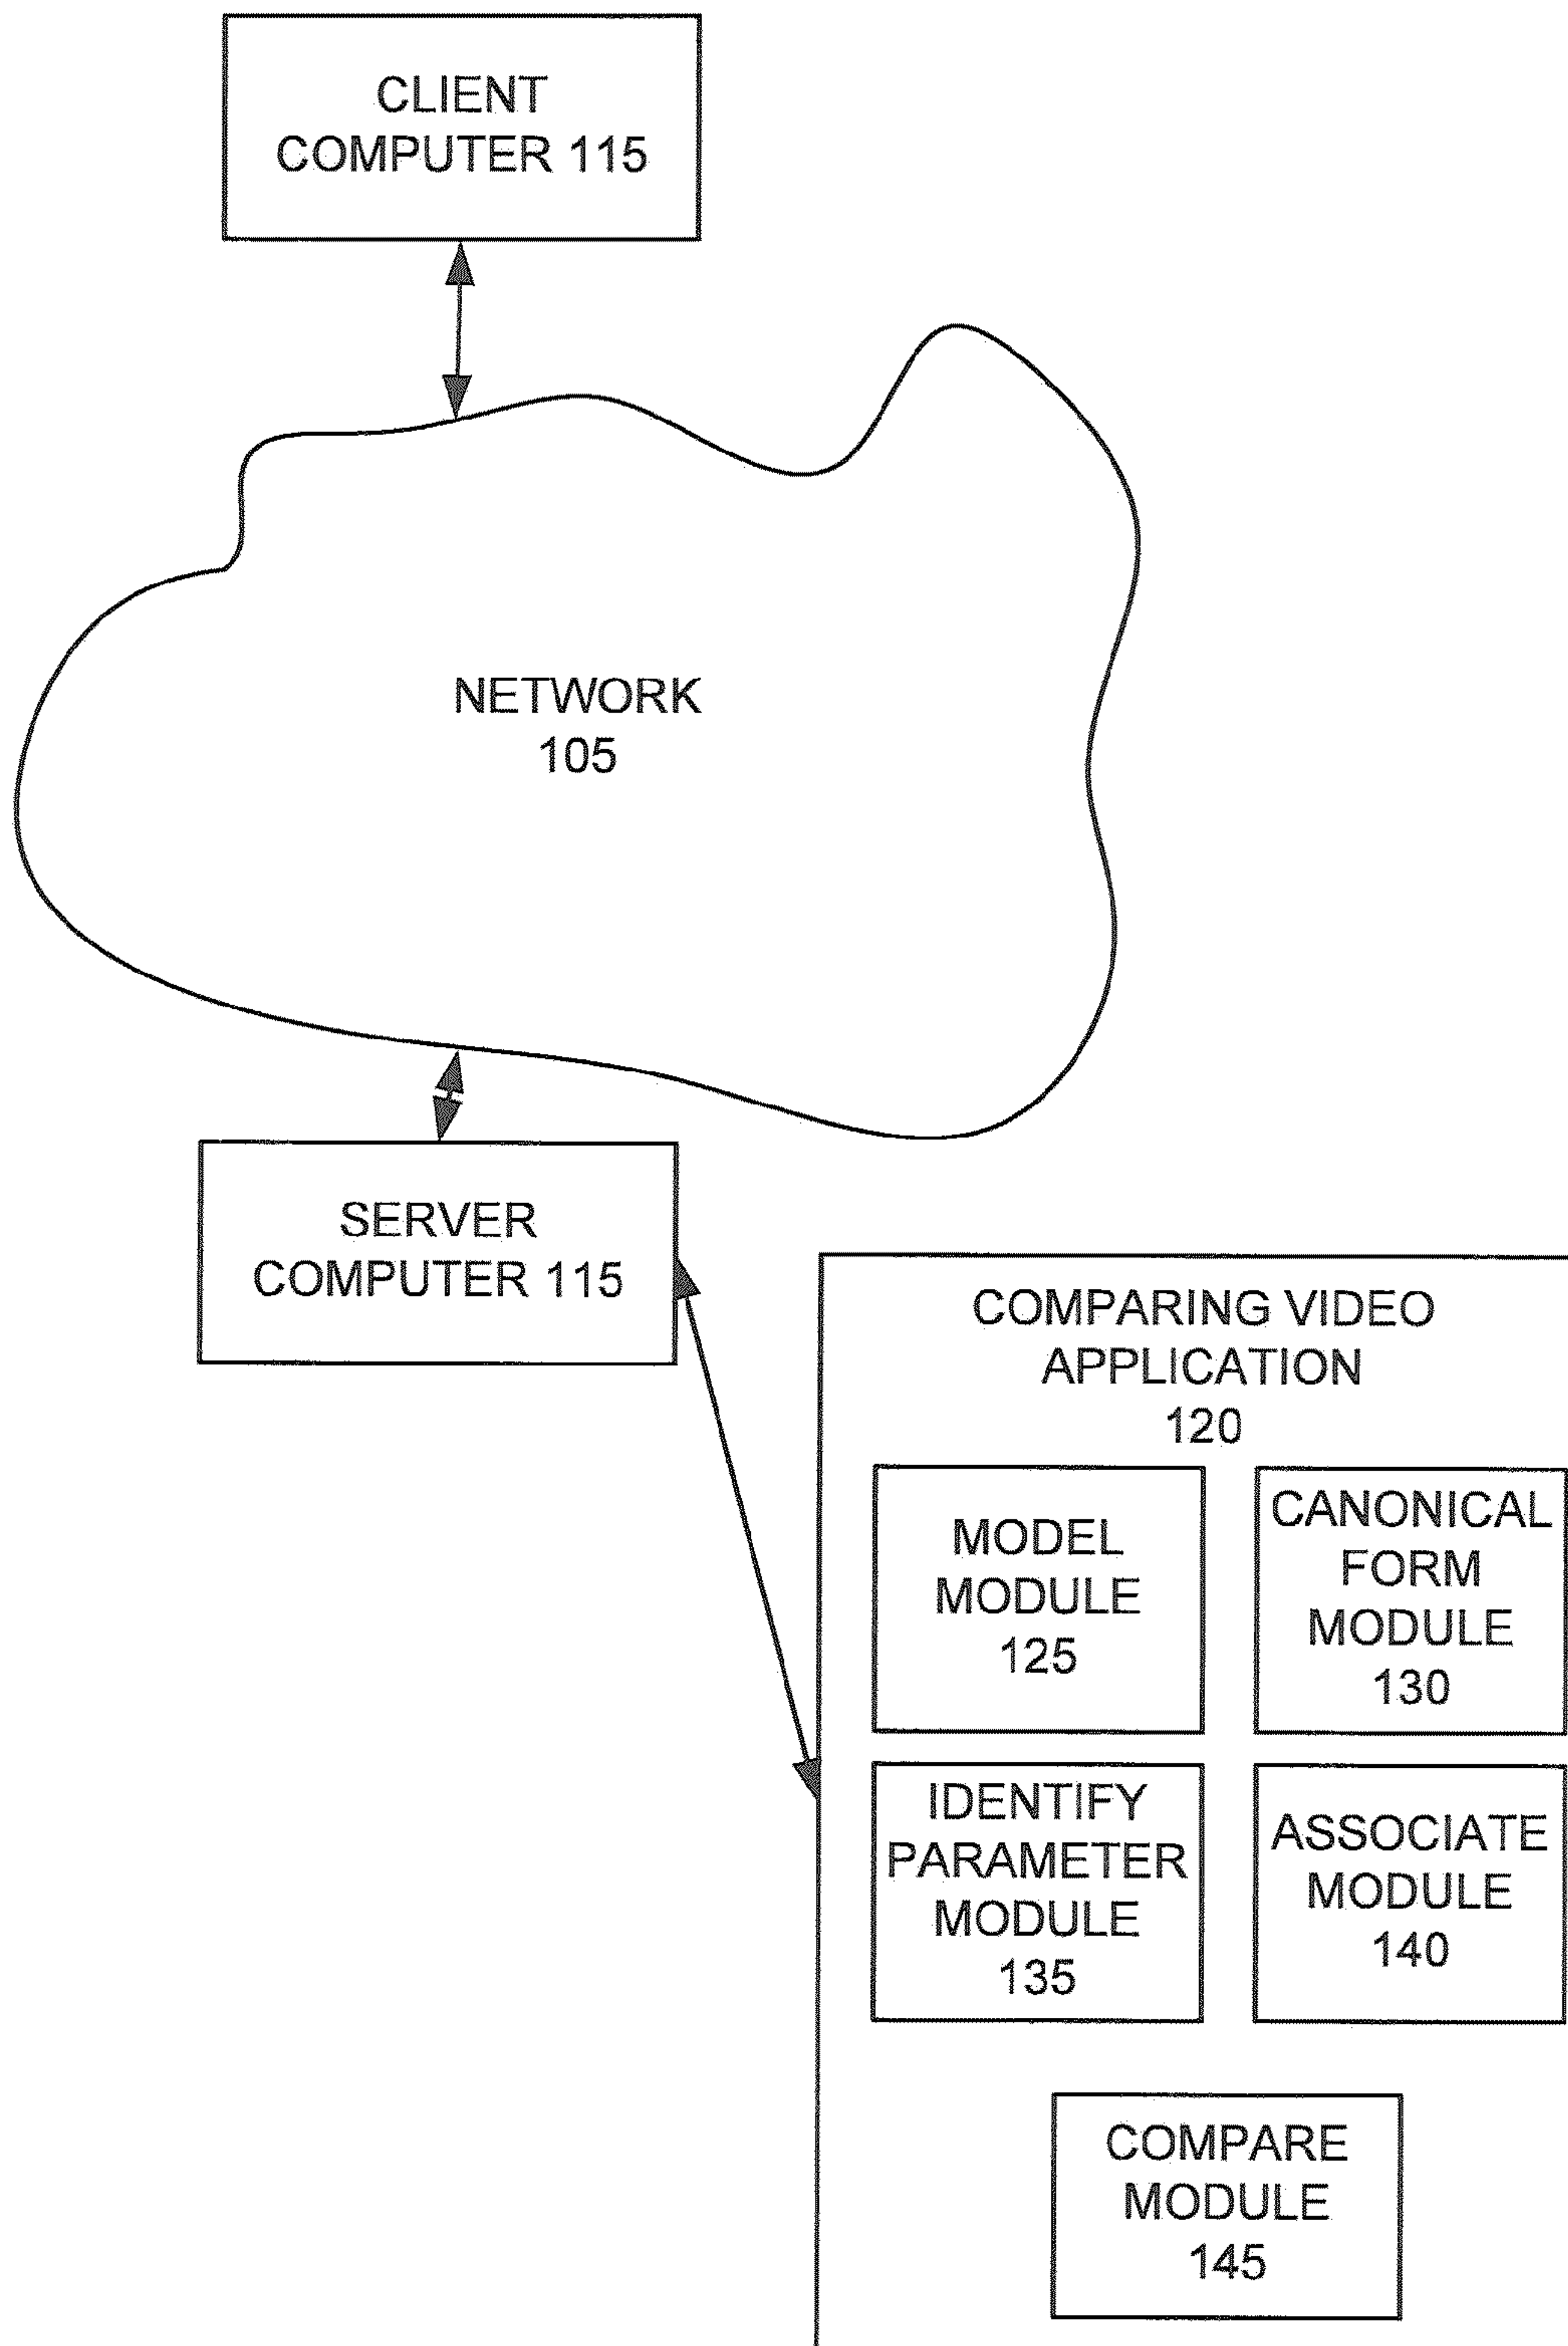 CLIENT
COMPUTER 115
NETWORK
105
SERVER
COMPUTER 115
COMPARING VIDEO
APPLICATION
120
MODEL
MODULE
125
CANONICAL
FORM
MODULE
130
IDENTIFY
PARAMETER
MODULE
135
ASSOCIATE
MODULE
140
COMPARE
MODULE
145